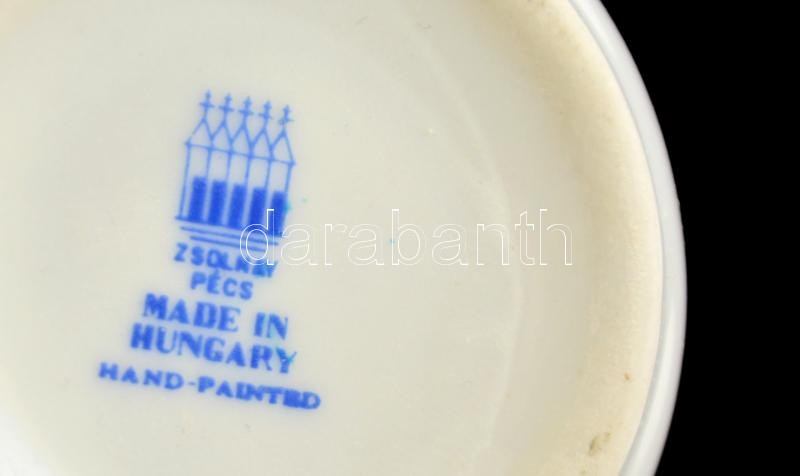 darabanth
ZSOLNAY
PÉCS
MADE IN
HUNGARY
HAND-PAINTED